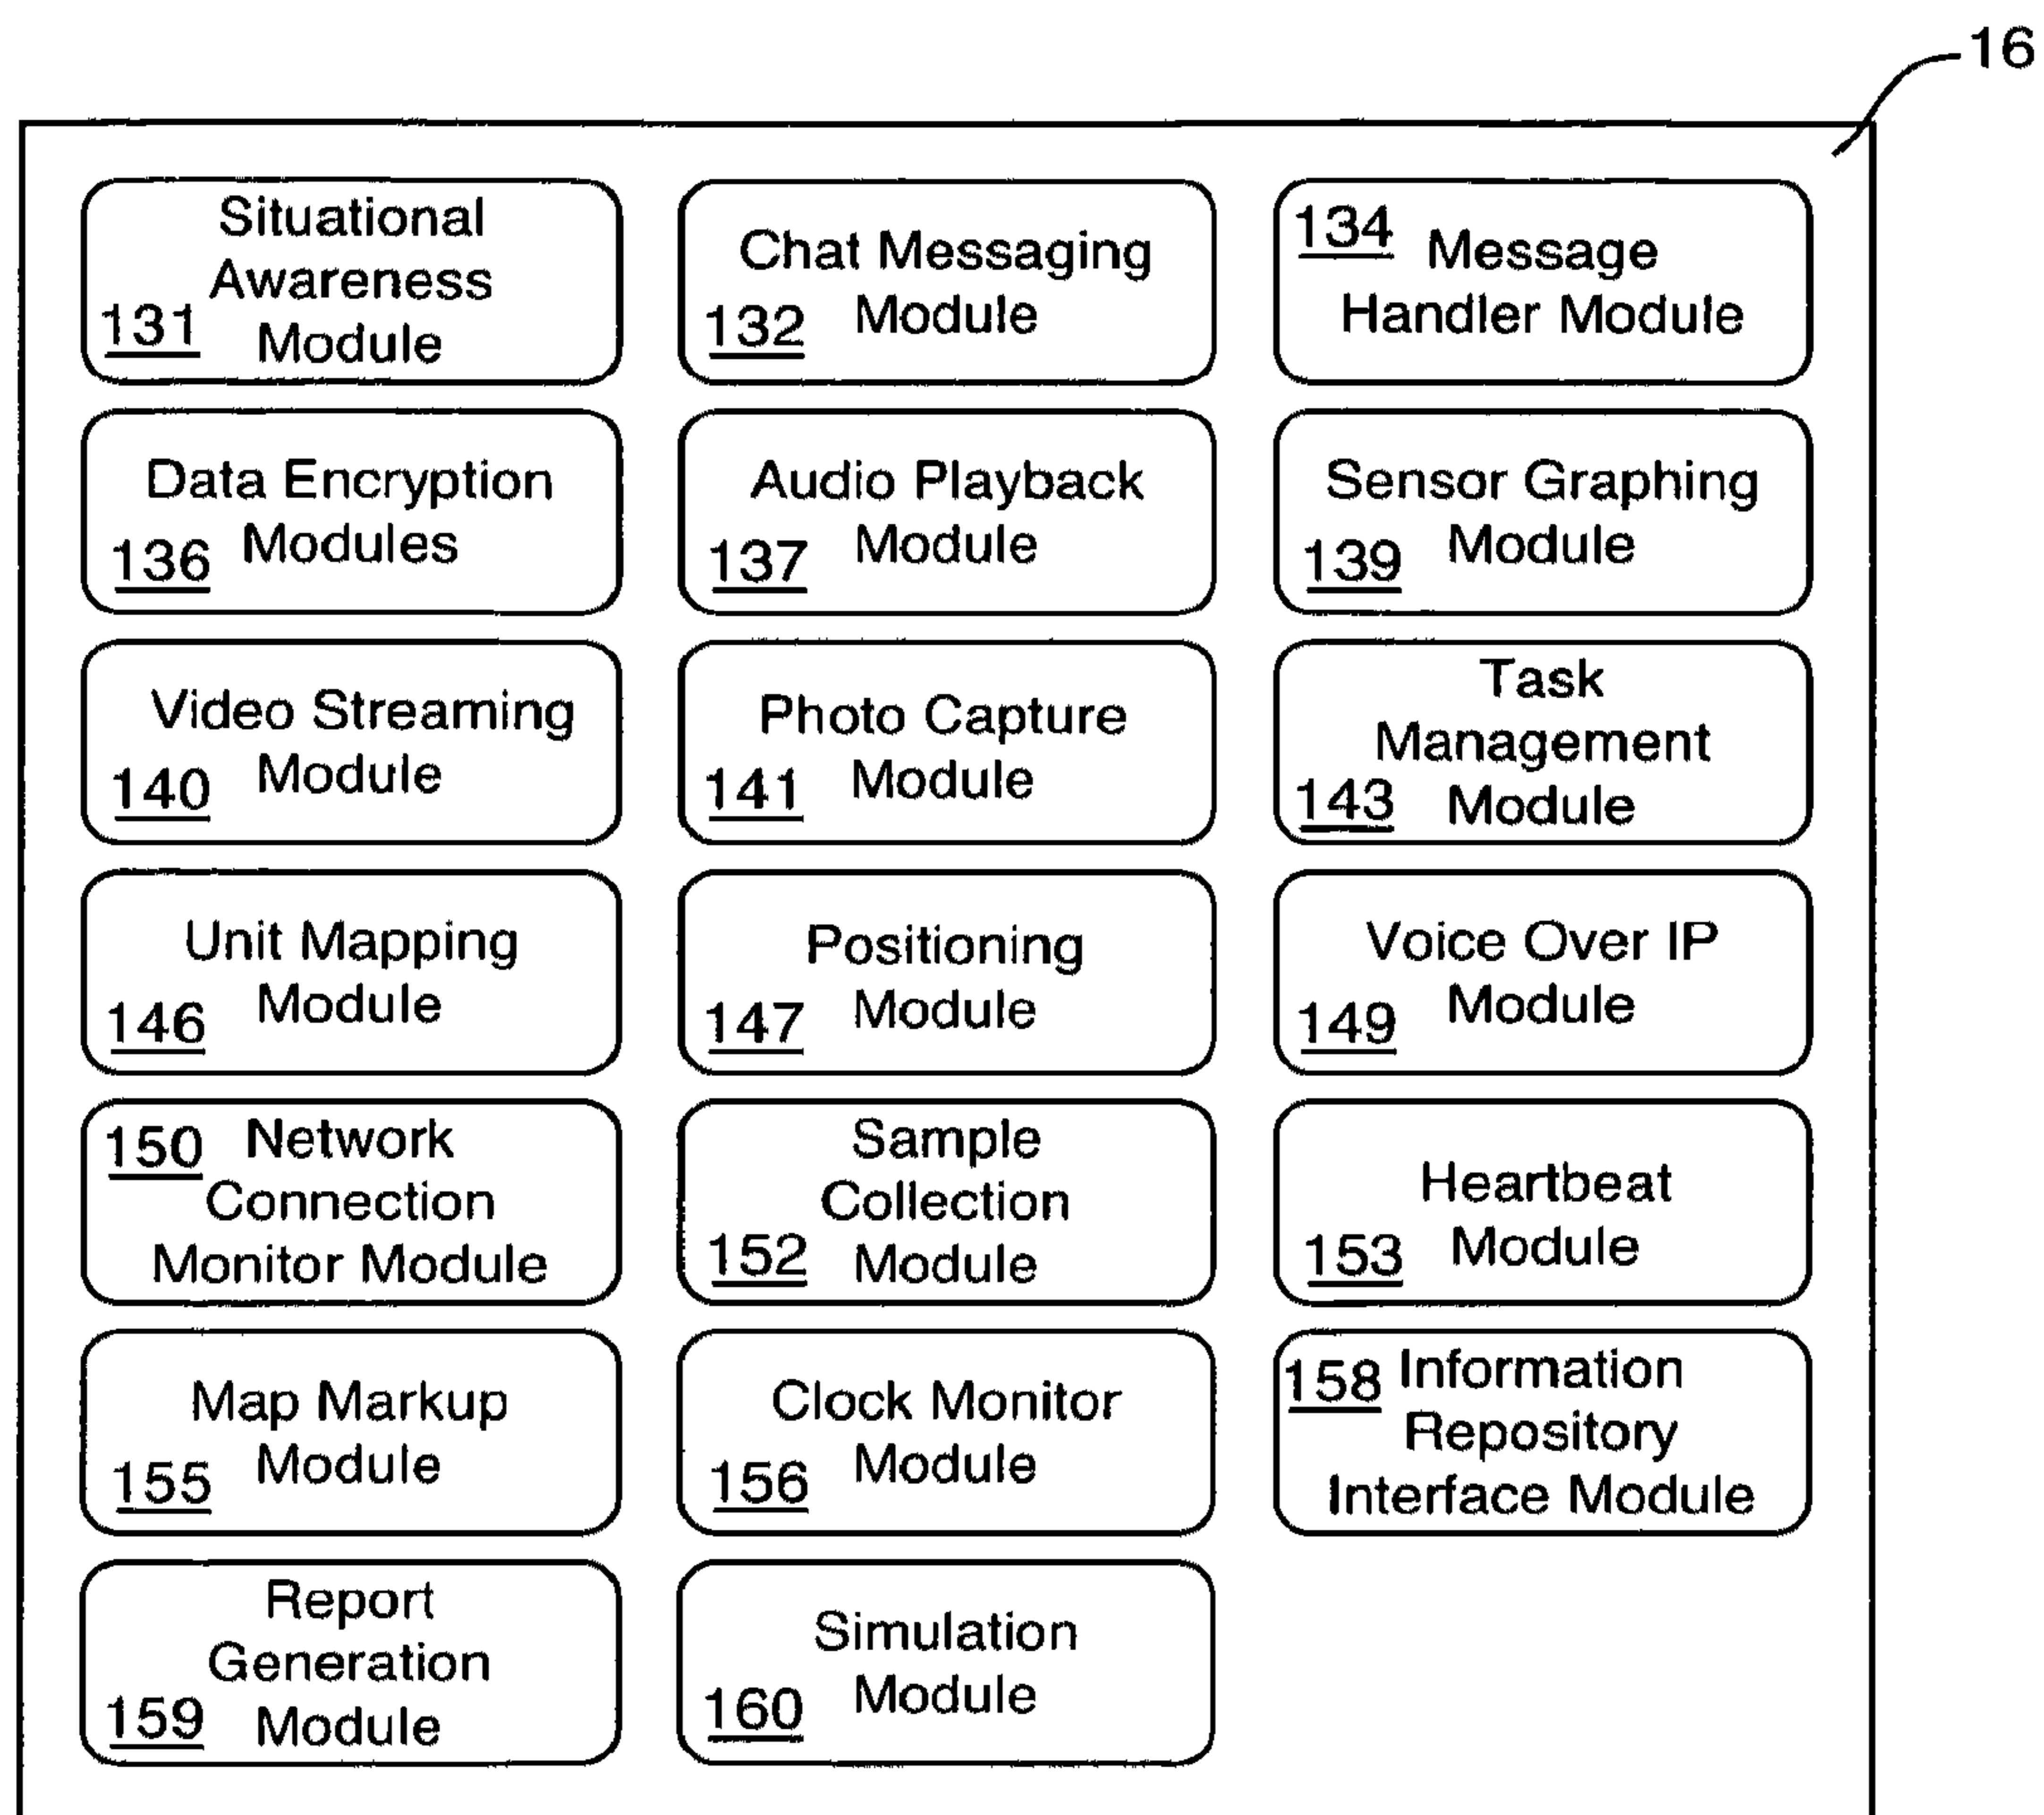 16
Situational
Awareness
131 Module
Chat Messaging
132 Module
134 Message
Handler Module
Data Encryption
136 Modules
Audio Playback
137 Module
Sensor Graphing
139 Module
Video Streaming
140 Module
Photo Capture
141 Module
Task
Management
143 Module
Unit Mapping
146 Module
Positioning
147 Module
Voice Over IP
149 Module
150 Network
Connection
Monitor Module
Sample
Collection
152 Module
Heartbeat
153 Module
Map Markup
155 Module
Clock Monitor
156 Module
158 Information
Repository
Interface Module
Report
Generation
159 Module
Simulation
160 Module